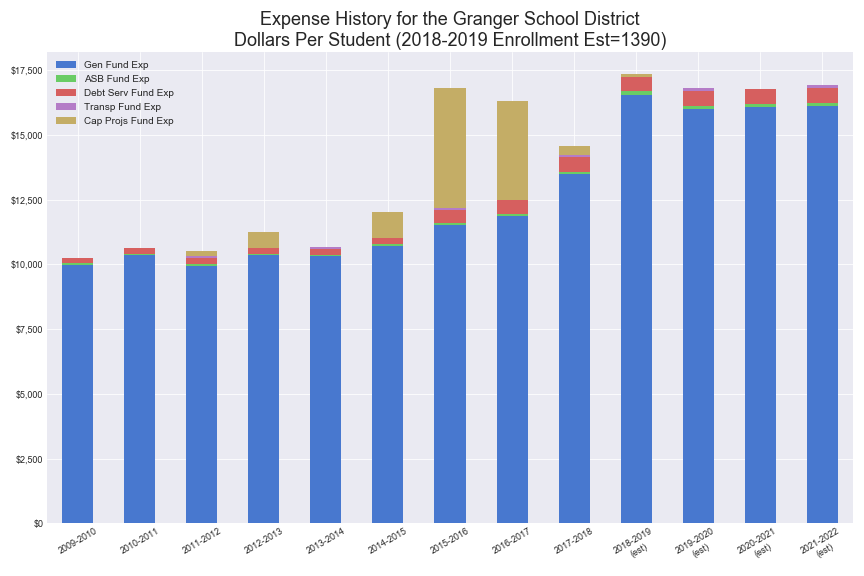 Expense History for the Granger School District
Dollars Per Student (2018-2019 Enrollment Est=1390)
Gen Fund Exp
ASB Fund Exp
Debt Serv Fund Exp
Transp Fund Exp
Cap Projs Fund Exp
$17,500
$15,000
$12,500
$10,000
$7,500
$5,000
$2,500
$0
2009-2010
2010-2011
2011-2012
2012-2013
2013-2014
2014-2015
2015-2016
2016-2017
2017-2018
2018-2019
(est)
2019-2020
(est)
2020-2021
(est)
2021-2022
(est)